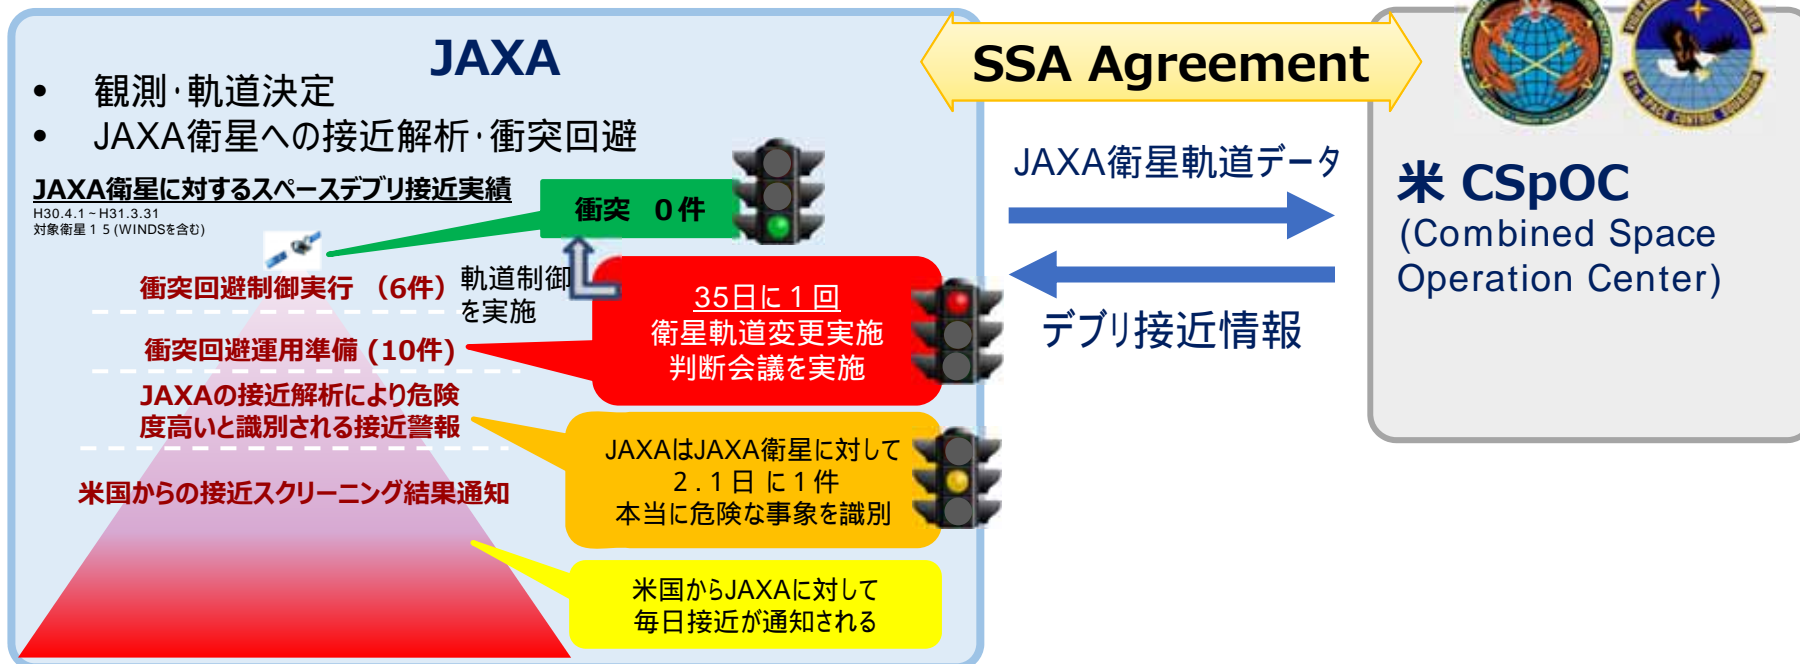 JAXA
• 観測・軌道決定
• JAXA衛星への接近解析・衝突回避
JAXA衛星に対するスペースデブリ接近実績
H30.4.1~H31.3.31
対象衛星15(WINDSを含む)
衝突 0件
衝突回避制御実行 (6件)
軌道制御
を実施
衝突回避運用準備 (10件)
35日に1回
衛星軌道変更実施
判断会議を実施
JAXAの接近解析により危険
度高いと識別される接近警報
JAXAはJAXA衛星に対して
2.1日に1件
本当に危険な事象を識別
米国からの接近スクリーニング結果通知
米国からJAXAに対して
毎日接近が通知される
SSA Agreement
JAXA衛星軌道データ
デブリ接近情報
米 CSpOC
(Combined Space
Operation Center)